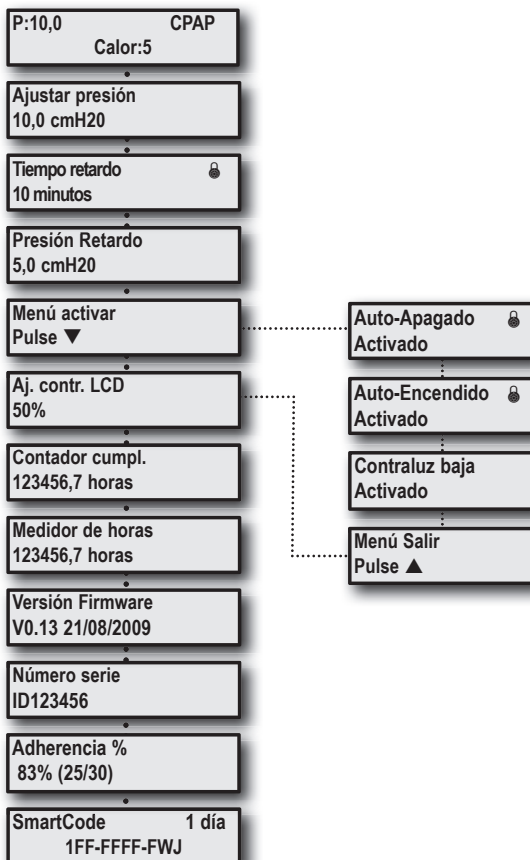 P:10,0 CPAP
Calor:5
Ajustar presión
10,0 cmH20
Tiempo retardo
10 minutos
Presión Retardo
5,0 cmH20
Menú activar
Pulse ▼
Aj. contr. LCD
50%
Contador cumpl.
123456,7 horas
Medidor de horas
123456,7 horas
Versión Firmware
V0.13 21/08/2009
Número serie
ID123456
Adherencia %
83% (25/30)
SmartCode 1 día
1FF-FFFF-FWJ
Auto-Apagado
Activado
Auto-Encendido
Activado
Contraluz baja
Activado
Menú Salir
Pulse ▲